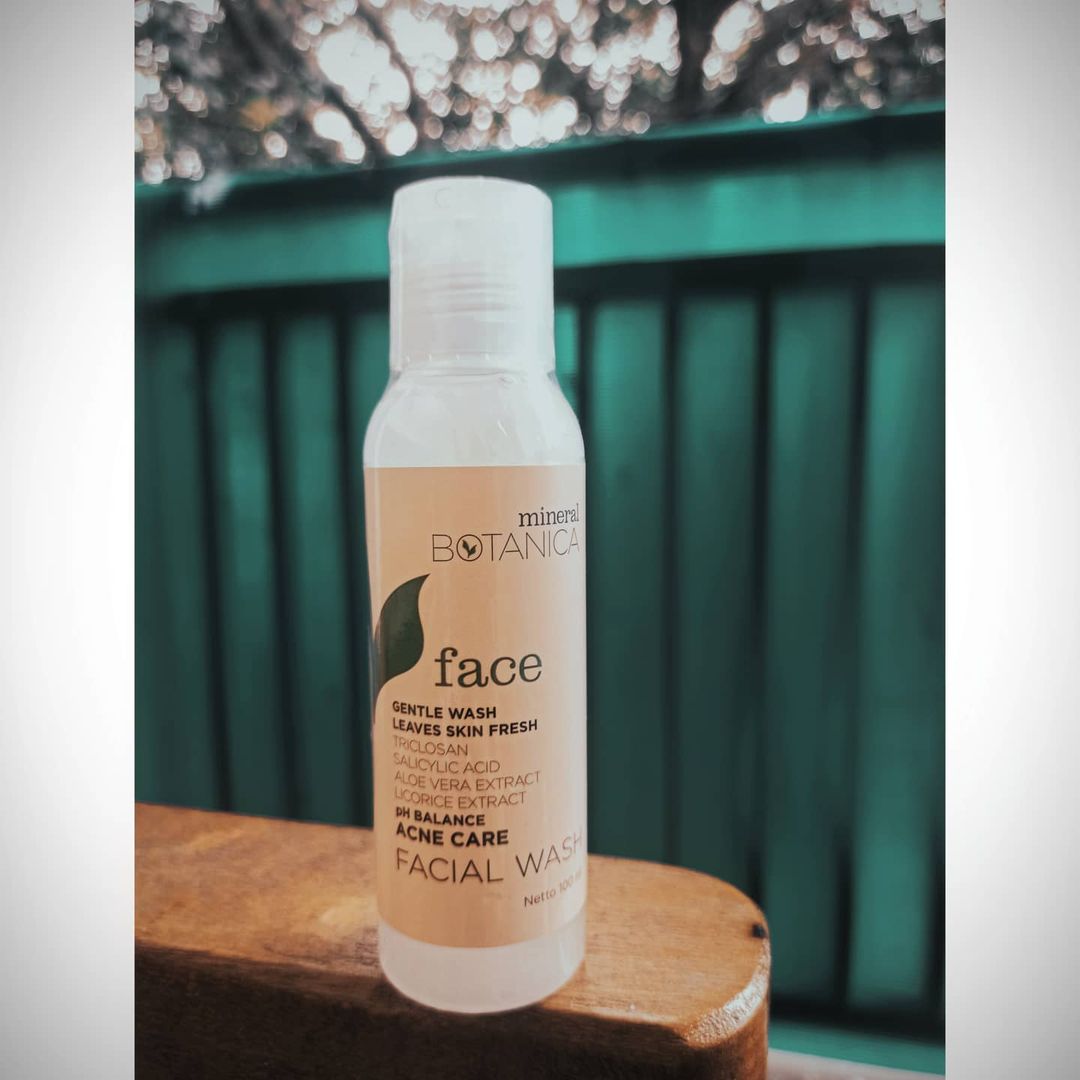 mineral
BOTANICA
face
GENTLE WASH
LEAVES SKIN FRESH
TRICLOSAN
SALICYLIC ACID
ALOE VERA EXTRACT
LICORICE EXTRACT
pH BALANCE
ACNE CARE
FACIAL WASH
Netto 100